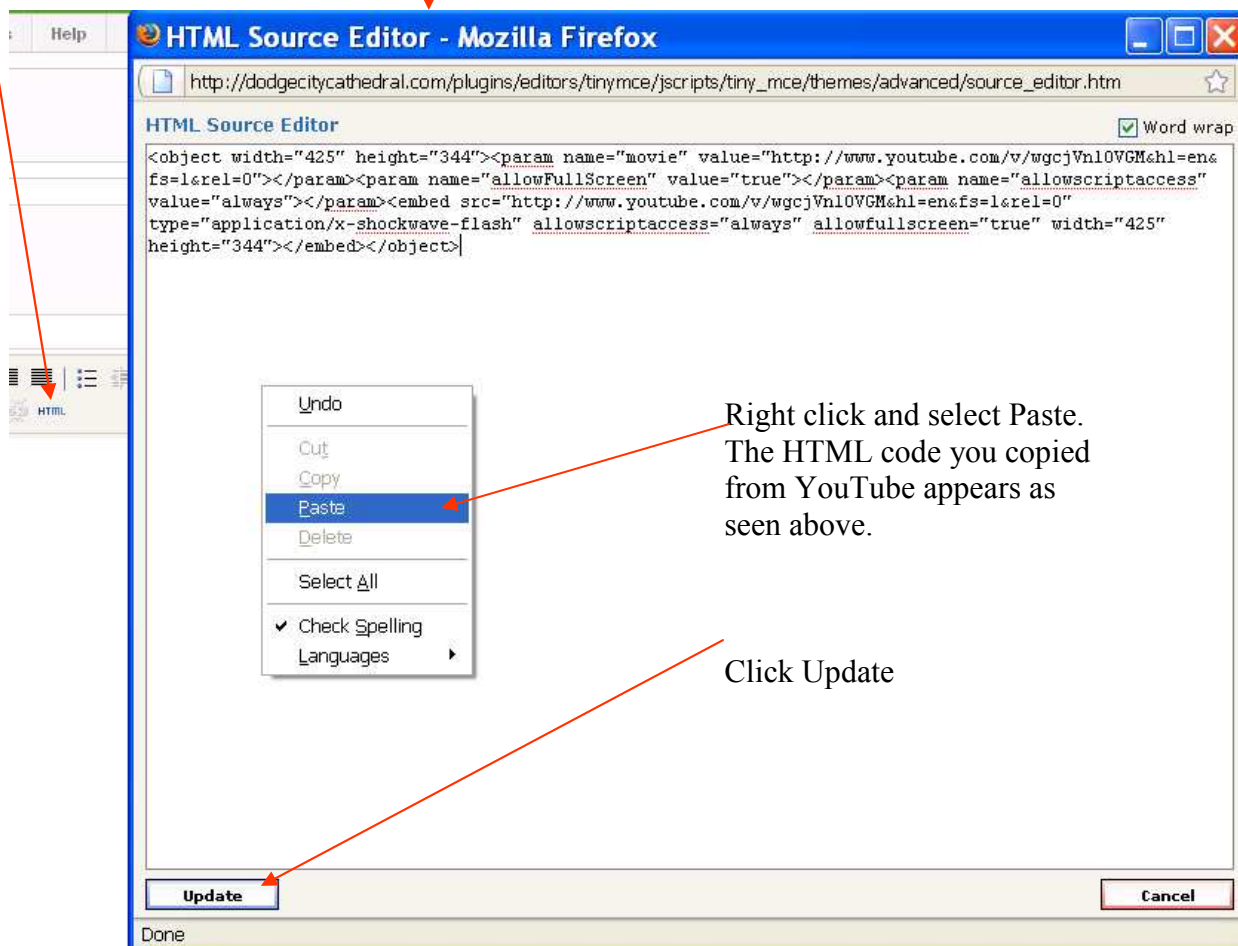 Help
HTML Source Editor - Mozilla Firefox
http://dodgecitycathedral.com/plugins/editors/tinymce/jscripts/tiny_mce/themes/advanced/source_editor.htm
HTML Source Editor
Word wrap
<object width="425" height="344"><param name="movie" value="http://www.youtube.com/v/wgcjVnl0VGM&hl=en&
fs=1&rel=0"></param><param name="allowFullScreen" value="true"></param><param name="allowscriptaccess"
value="always"></param><embed src="http://www.youtube.com/v/wgcjVnl0VGM&hl=en&fs=1&rel=0"
type="application/x-shockwave-flash" allowscriptaccess="always" allowfullscreen="true" width="425"
height="344"></embed></object>
HTML
Undo
Cut
Copy
Paste
Delete
Select All
Check Spelling
Languages
Right click and select Paste.
The HTML code you copied
from YouTube appears as
seen above.
Click Update
Update
Cancel
Done